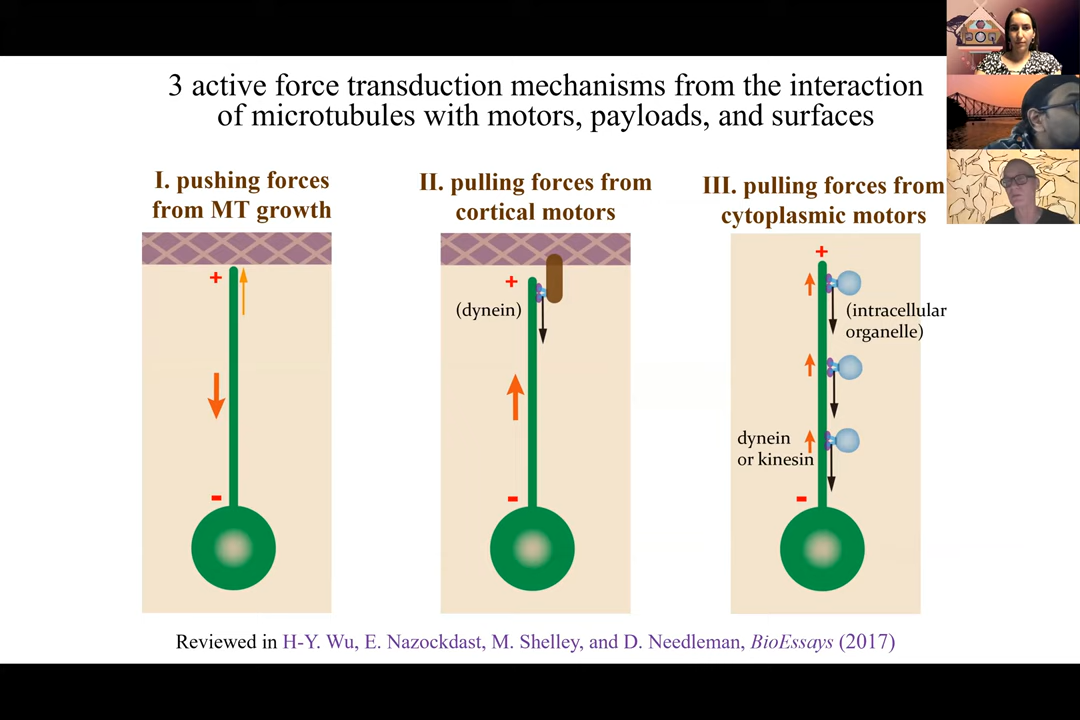 3 active force transduction mechanisms from the interaction
of microtubules with motors, payloads, and surfaces
I. pushing forces
from MT growth
II. pulling forces from
cortical motors
III. pulling forces from
cytoplasmic motors
+
-
+
(dynein)
-
+
(intracellular
organelle)
dynein
or kinesin
-
Reviewed in H-Y. Wu, E. Nazockdast, M. Shelley, and D. Needleman, BioEssays (2017)